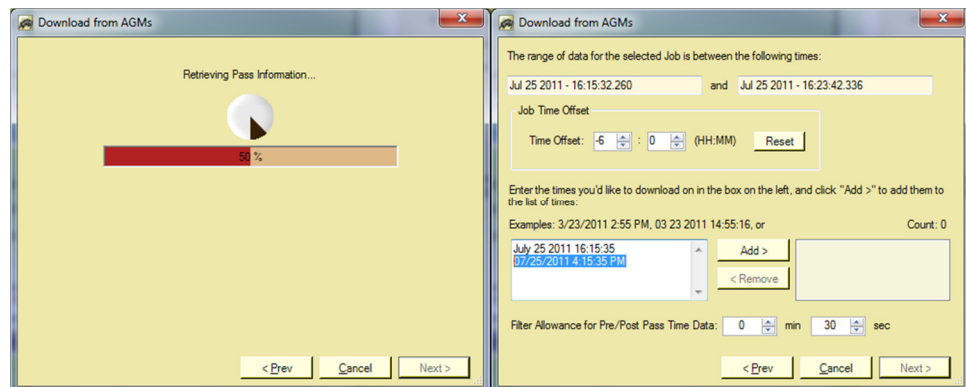 Download from AGMs
Retrieving Pass Information...
50 %
< Prev
Cancel
Next >
Download from AGMs
The range of data for the selected Job is between the following times:
Jul 25 2011 - 16:15:32.260 and Jul 25 2011 - 16:23:42.336
Job Time Offset
Time Offset: -6 : 0 (HH:MM) Reset
Enter the times you'd like to download on in the box on the left, and click "Add >" to add them to
the list of times:
Examples: 3/23/2011 2:55 PM, 03 23 2011 14:55:16, or Count: 0
July 25 2011 16:15:35
07/25/2011 4:15:35 PM
Add >
< Remove
Filter Allowance for Pre/Post Pass Time Data: 0 min 30 sec
< Prev
Cancel
Next >